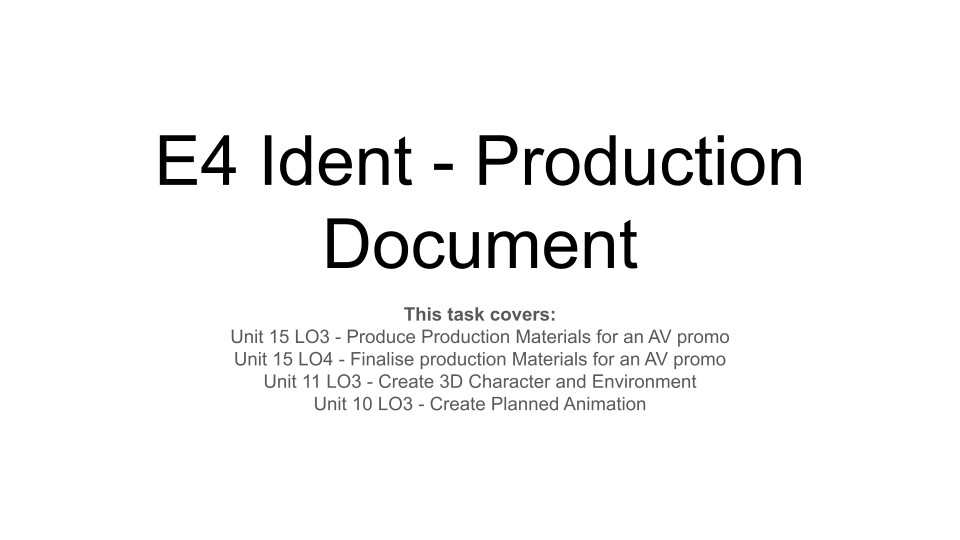 E4 Ident - Production
Document
This task covers:
Unit 15 LO3 - Produce Production Materials for an AV promo
Unit 15 LO4 - Finalise production Materials for an AV promo
Unit 11 LO3 - Create 3D Character and Environment
Unit 10 LO3 - Create Planned Animation